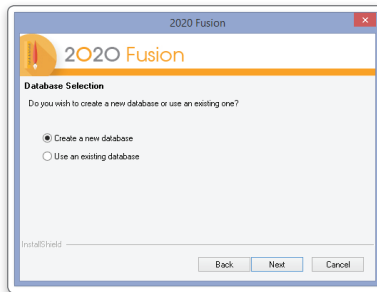 2020 Fusion
2020 Fusion
Database Selection
Do you wish to create a new database or use an existing one?
Create a new database
Use an existing database
InstallShield
Back
Next
Cancel